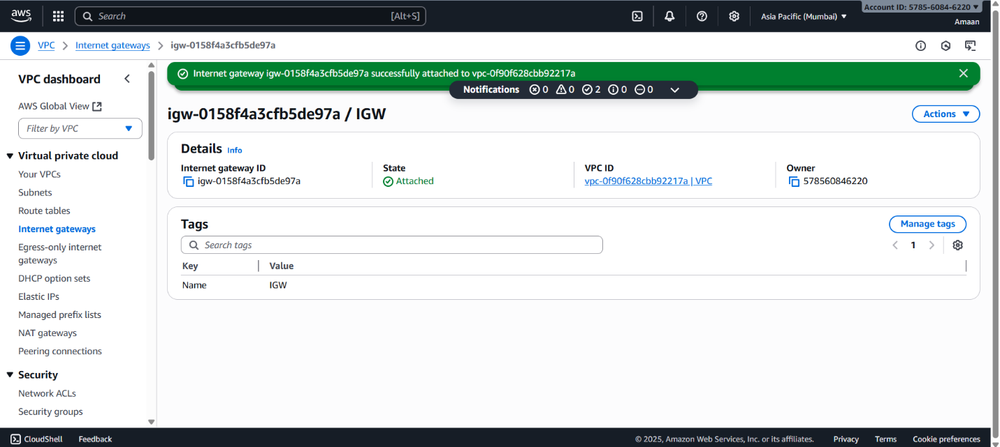 aws
Search [Alt+S]
Asia Pacific (Mumbai)
Account ID: 5785-6084-6220
Amaan
VPC
Internet gateways
igw-0158f4a3cfb5de97a
VPC dashboard
AWS Global View
Filter by VPC
Virtual private cloud
Your VPCs
Subnets
Route tables
Internet gateways
Egress-only internet
gateways
DHCP option sets
Elastic IPs
Managed prefix lists
NAT gateways
Peering connections
Security
Network ACLs
Security groups
Internet gateway igw-0158f4a3cfb5de97a successfully attached to vpc-0f90f628cbb92217a
Notifications 0 0 2 0 0
igw-0158f4a3cfb5de97a / IGW
Actions
Details Info
Internet gateway ID
igw-0158f4a3cfb5de97a
State
Attached
VPC ID
vpc-0f90f628cbb92217a | VPC
Owner
578560846220
Tags
Manage tags
Search tags
1
Key Value
Name IGW
CloudShell Feedback
© 2025, Amazon Web Services, Inc. or its affiliates. Privacy Terms Cookie preferences